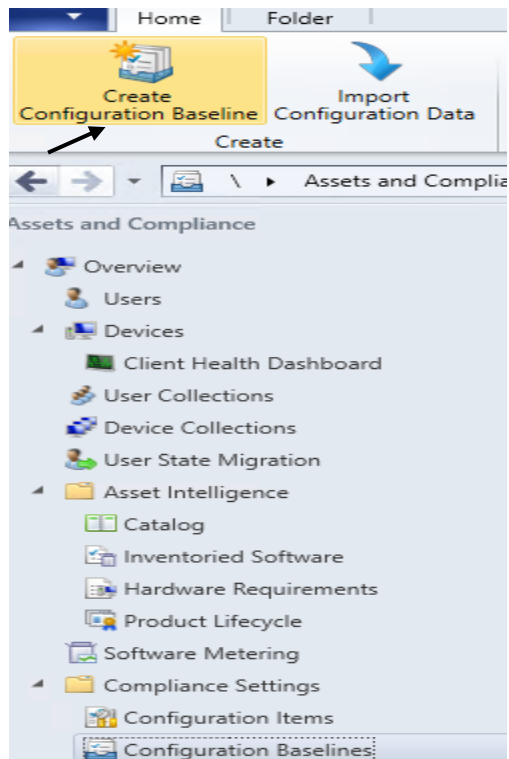 Home Folder
Create
Configuration Baseline
Import
Configuration Data
Create
\ Assets and Complia
Assets and Compliance
Overview
Users
Devices
Client Health Dashboard
User Collections
Device Collections
User State Migration
Asset Intelligence
Catalog
Inventoried Software
Hardware Requirements
Product Lifecycle
Software Metering
Compliance Settings
Configuration Items
Configuration Baselines